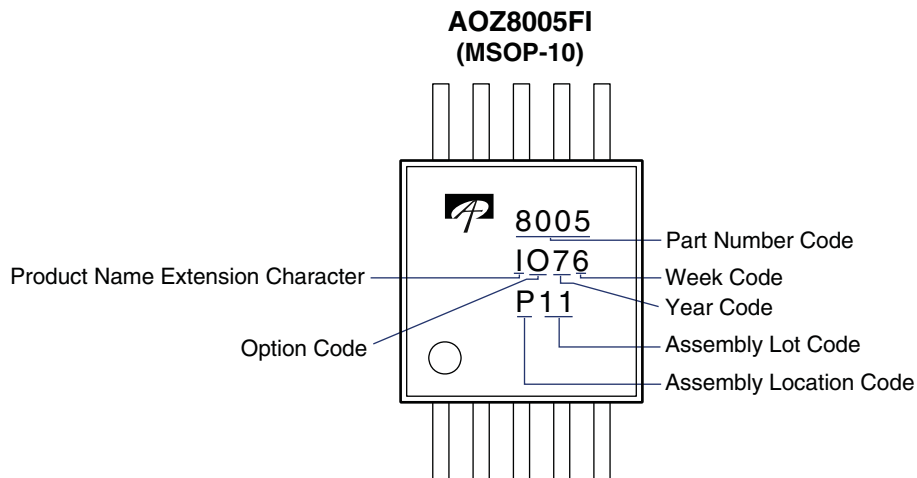 AOZ8005FI
(MSOP-10)
8005
Part Number Code
Product Name Extension Character
IO76
Week Code
Year Code
P11
Option Code
Assembly Lot Code
Assembly Location Code